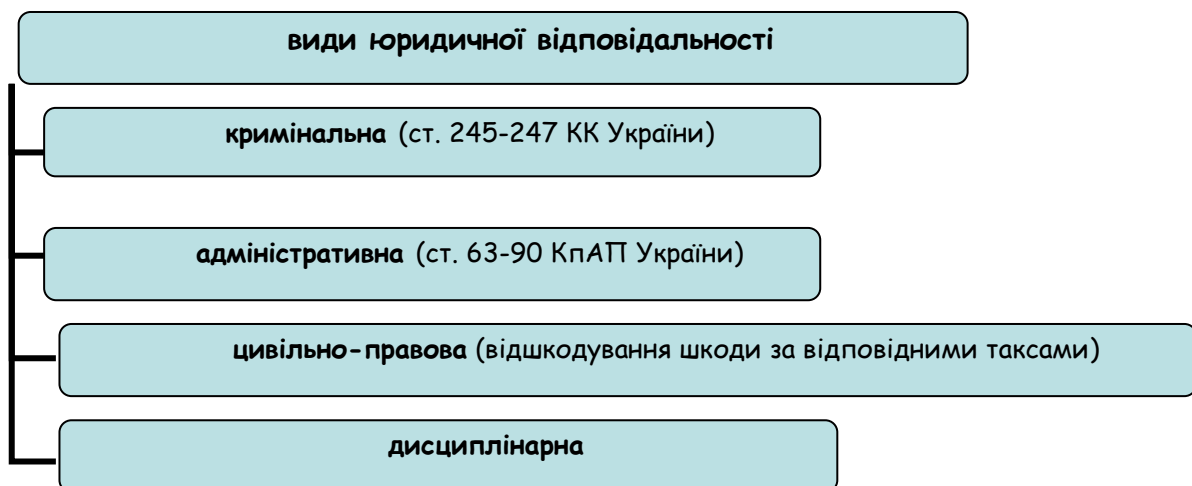 види юридичної відповідальності
кримінальна (ст. 245-247 КК України)
адміністративна (ст. 63-90 КпАП України)
цивільно-правова (відшкодування шкоди за відповідними таксами)
дисциплінарна